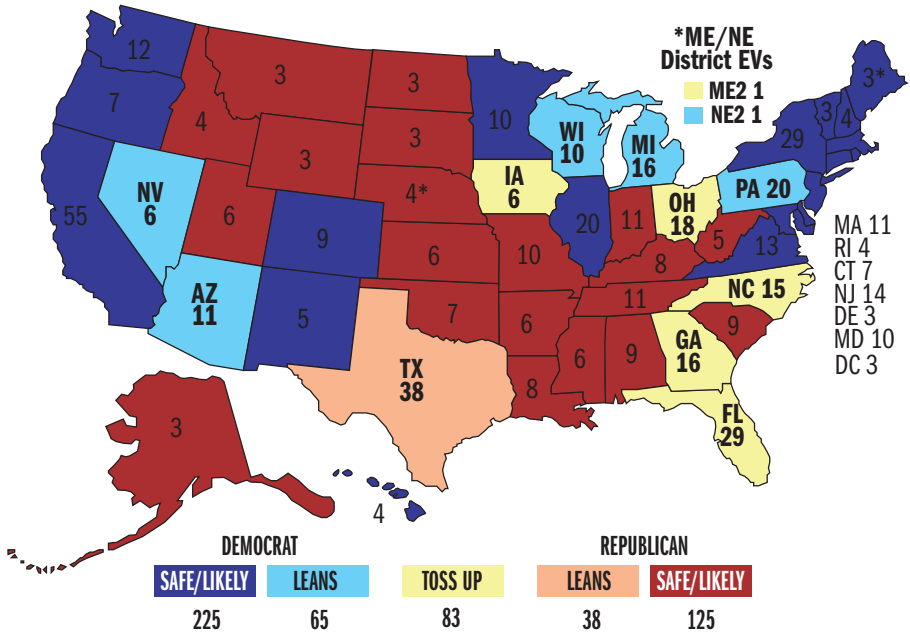 *ME/NE
District EVs
ME2 1
NE2 1
12
7
55
NV
6
4
3
3
6
AZ
11
9
5
3
3
4*
6
7
TX
38
10
IA
6
10
6
8
WI
10
20
MI
16
11
OH
18
8
11
6
9
GA
16
FL
29
9
NC 15
5
13
PA 20
29
3
4
3*
MA 11
RI 4
CT 7
NJ 14
DE 3
MD 10
DC 3
3
4
DEMOCRAT
REPUBLICAN
SAFE/LIKELY
LEANS
TOSS UP
LEANS
SAFE/LIKELY
225
65
83
38
125